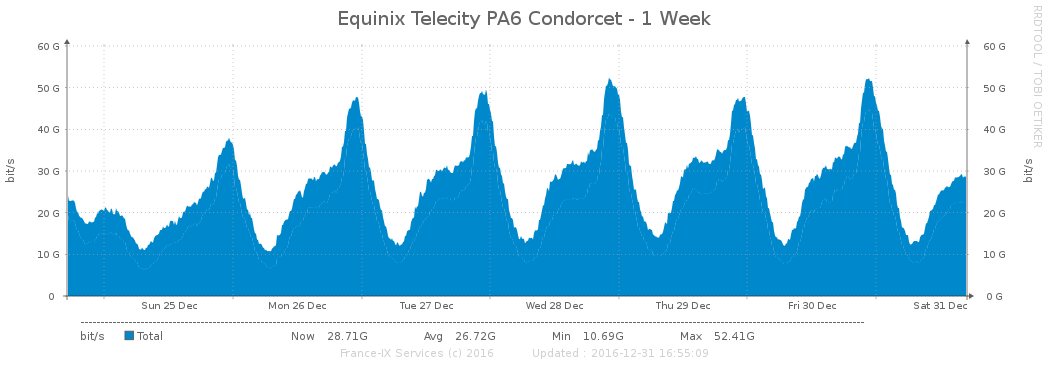 Equinix Telecity PA6 Condorcet - 1 Week
RRDTOOL / TOBI OETIKER
60 G 60 G
50 G 50 G
40 G 40 G
30 G 30 G
20 G 20 G
10 G 10 G
0 0 G
bit/s bit/s
Sun 25 Dec Mon 26 Dec Tue 27 Dec Wed 28 Dec Thu 29 Dec Fri 30 Dec Sat 31 Dec
bit/s Total Now 28.71G Avg 26.72G Min 10.69G Max 52.41G
France-IX Services (c) 2016 Updated : 2016-12-31 16:55:09